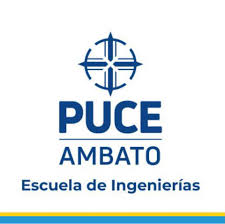 PUCE
AMBATO
Escuela de Ingenierías